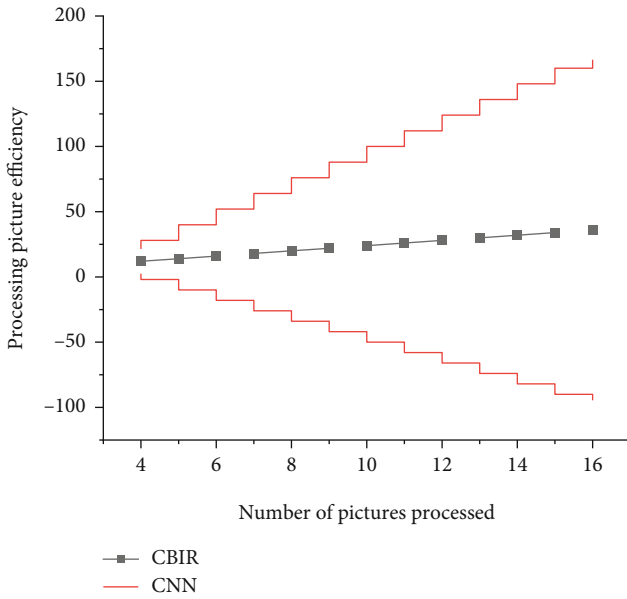 200
150
100
50
0
–50
–100
Processing picture efficiency
4 6 8 10 12 14 16
Number of pictures processed
CBIR
CNN